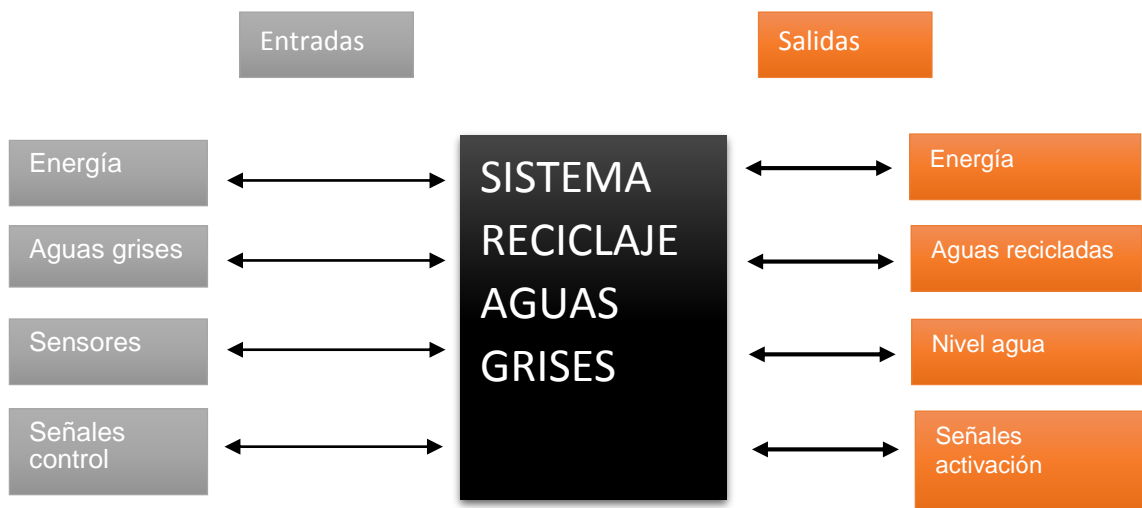 Entradas
Salidas
Energía
Aguas grises
Sensores
Señales
control
SISTEMA
RECICLAJE
AGUAS
GRISES
Energía
Aguas recicladas
Nivel agua
Señales
activación